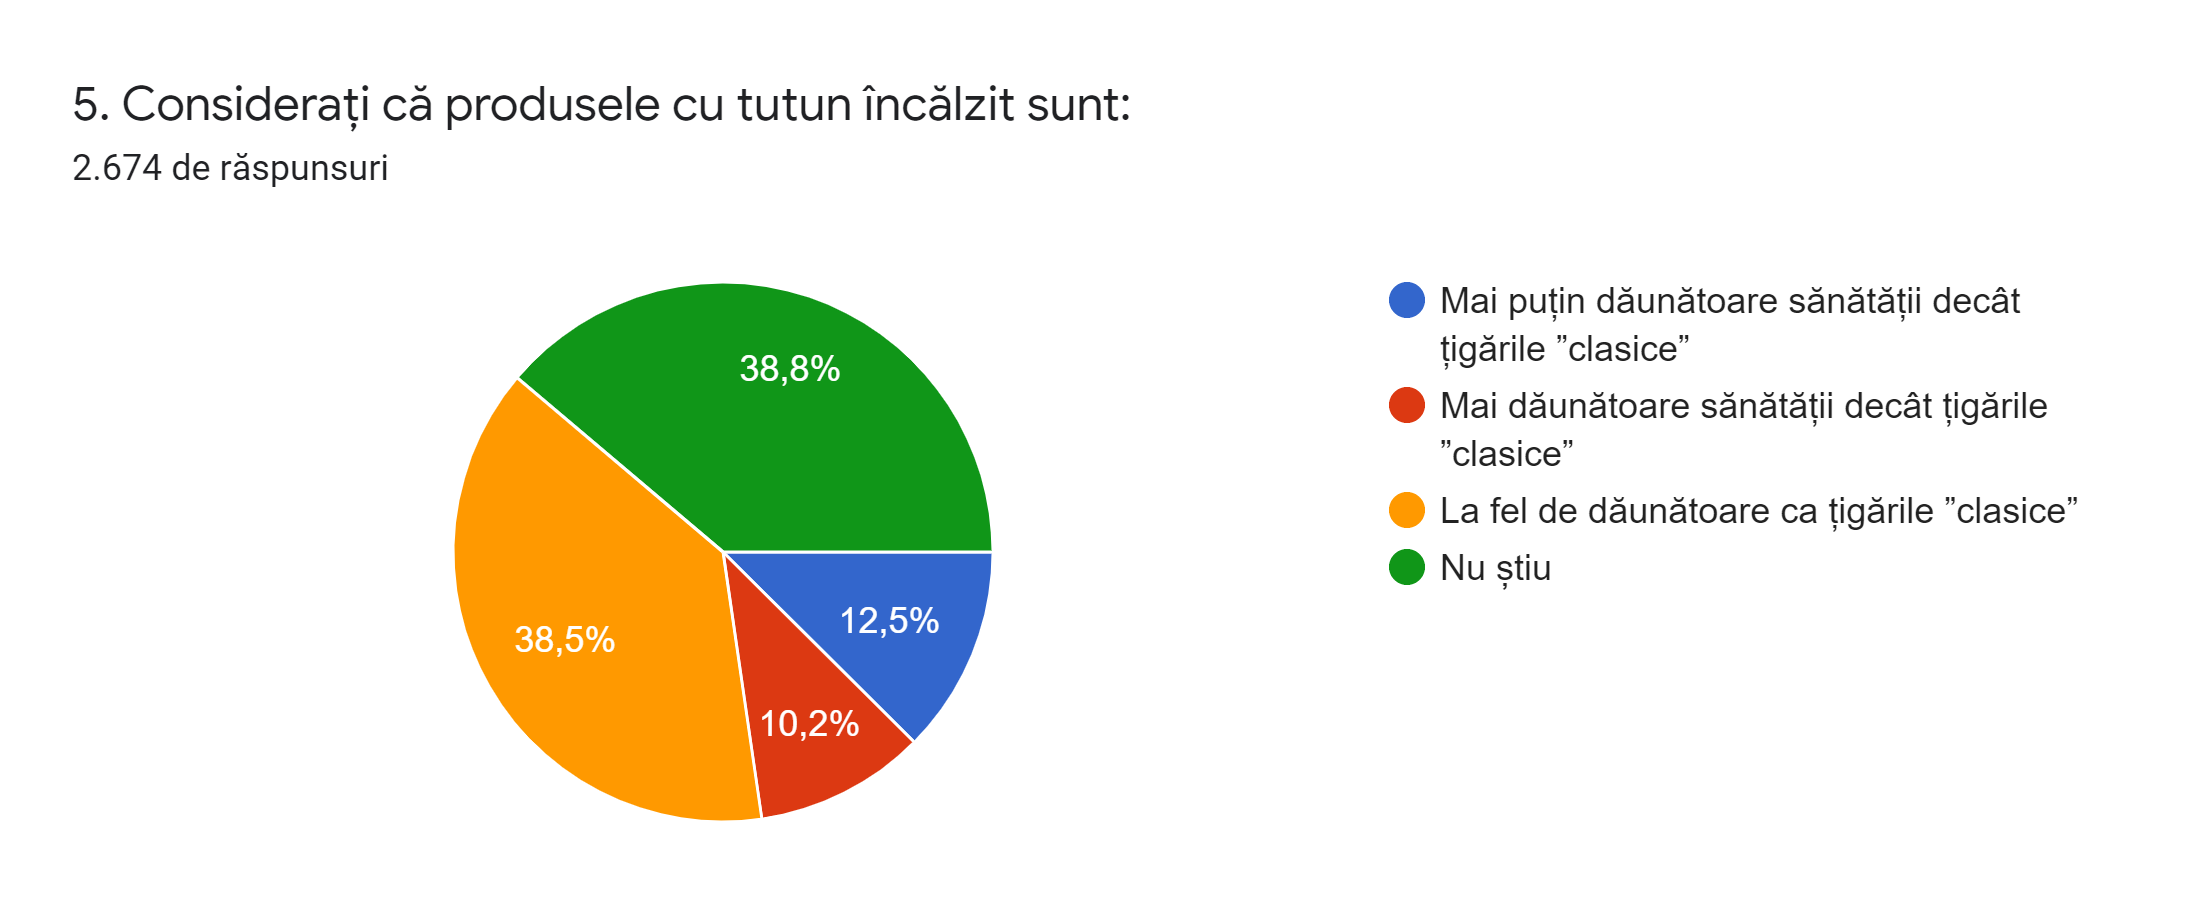 5. Considerați că produsele cu tutun încălzit sunt:
2.674 de răspunsuri
38,8%
12,5%
38,5%
10,2%
Mai puțin dăunătoare sănătății decât
țigările ”clasice”
Mai dăunătoare sănătății decât țigările
”clasice”
La fel de dăunătoare ca țigările ”clasice”
Nu știu